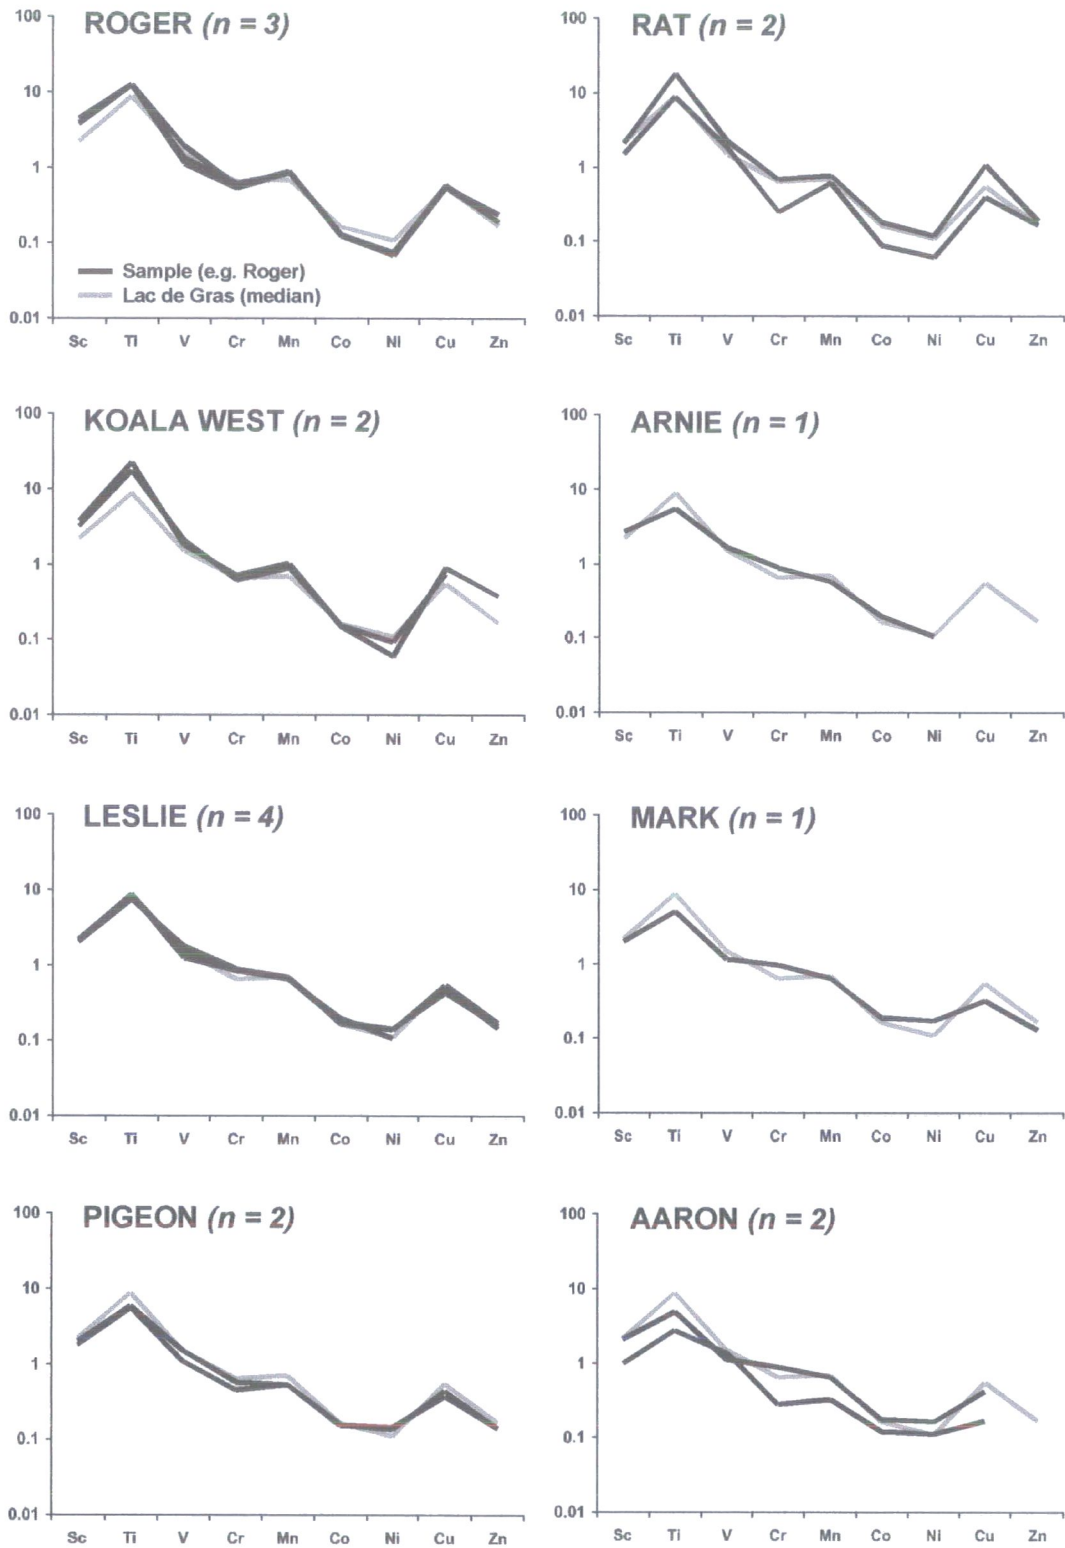 ROGER (n = 3)
100
10
1
0.1
0.01
Sample (e.g. Roger)
Lac de Gras (median)
Sc Ti V Cr Mn Co Ni Cu Zn
RAT (n = 2)
100
10
1
0.1
0.01
Sc Ti V Cr Mn Co Ni Cu Zn
KOALA WEST (n = 2)
100
10
1
0.1
0.01
Sc Ti V Cr Mn Co Ni Cu Zn
ARNIE (n = 1)
100
10
1
0.1
0.01
Sc Ti V Cr Mn Co Ni Cu Zn
LESLIE (n = 4)
100
10
1
0.1
0.01
Sc Ti V Cr Mn Co Ni Cu Zn
MARK (n = 1)
100
10
1
0.1
0.01
Sc Ti V Cr Mn Co Ni Cu Zn
PIGEON (n = 2)
100
10
1
0.1
0.01
Sc Ti V Cr Mn Co Ni Cu Zn
AARON (n = 2)
100
10
1
0.1
0.01
Sc Ti V Cr Mn Co Ni Cu Zn